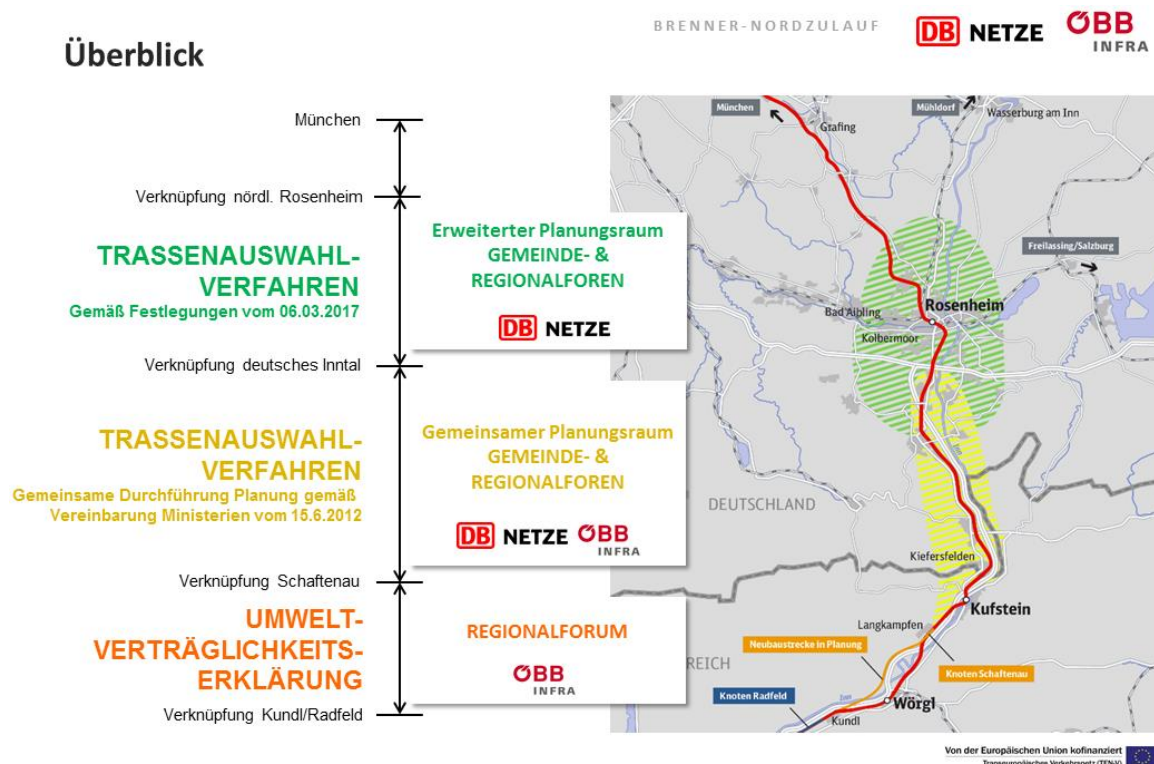 BRENNER-NORDZULAUF
DB NETZE
ÖBB
INFRA
Überblick
München
Verknüpfung nördl. Rosenheim
TRASSENAUSWAHL-
VERFAHREN
Gemäß Festlegungen vom 06.03.2017
Erweiterter Planungsraum
GEMEINDE- &
REGIONALFOREN
DB NETZE
Verknüpfung deutsches Inntal
TRASSENAUSWAHL-
VERFAHREN
Gemeinsame Durchführung Planung gemäß
Vereinbarung Ministerien vom 15.6.2012
Gemeinsamer Planungsraum
GEMEINDE- &
REGIONALFOREN
DB NETZE ÖBB
INFRA
Verknüpfung Schaftenau
UMWELT-
VERTRÄGLICHKEITS-
ERKLÄRUNG
REGIONALFORUM
ÖBB
INFRA
Verknüpfung Kundl/Radfeld
München
Mühldorf
Wasserburg am Inn
Grafing
Freilassing/Salzburg
Rosenheim
Bad Aibling
Kolbermoor
DEUTSCHLAND
Kiefersfelden
Kufstein
Langkampfen
Neubaustrecke in Planung
REICH
Knoten Schaftenau
Knoten Radfeld
Inn
Wörgl
Kundl
Von der Europäischen Union kofinanziert
Transeuropäisches Verkehrsnetz (TEN-V)